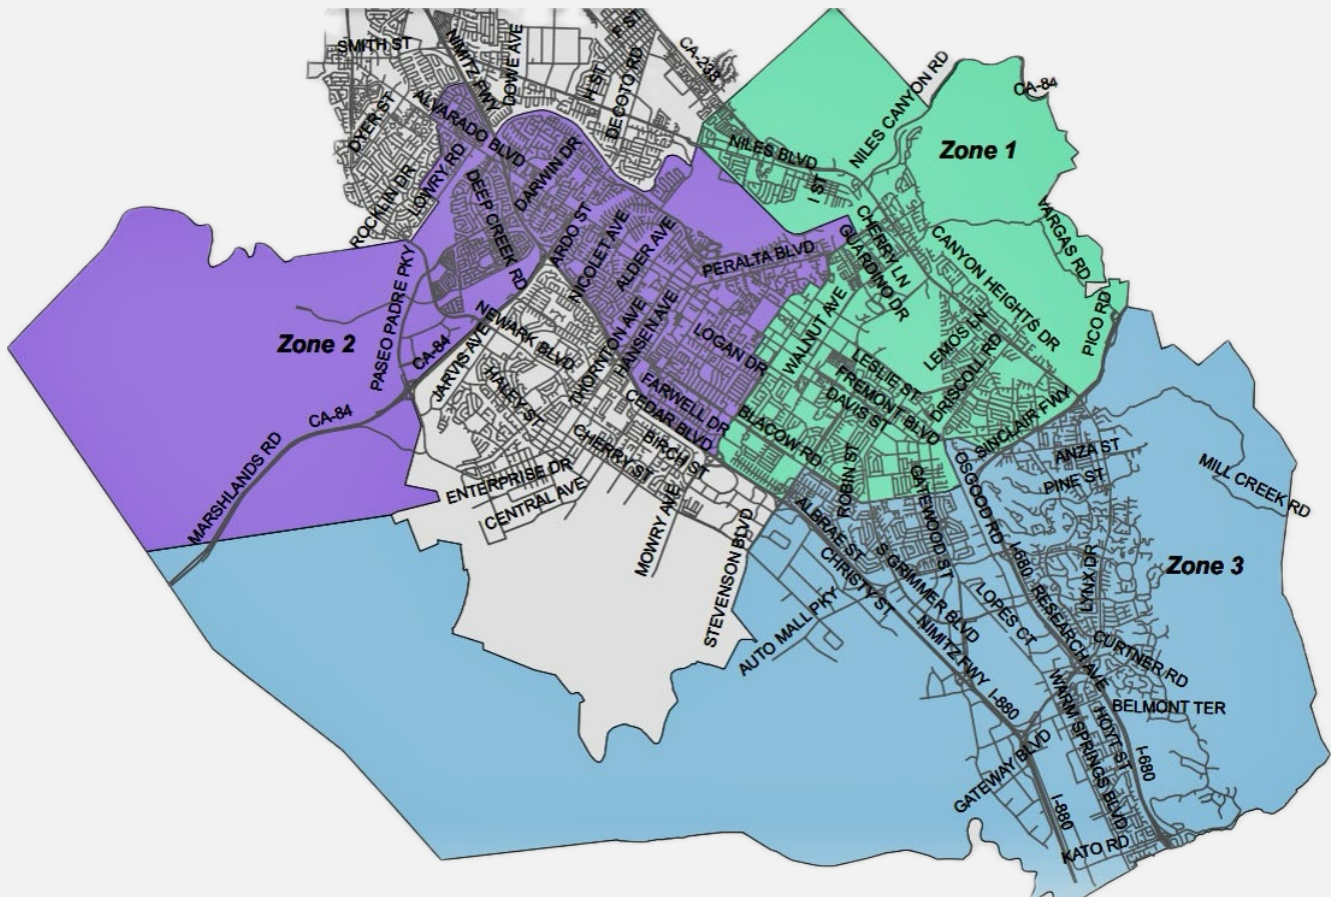 SMITH ST
NIMITZ FWY
DOWE AVE
F ST
H ST
DECOTO RD
CA-238
DYER ST
ALVARADO BLVD
LOWRY RD
ROCKLIN DR
DARWIN DR
DEEP CREEK RD
NILES BLVD
NILES CANYON RD
CA-84
Zone 1
I ST
CHERRY LN
GUARDINO DR
CANYON HEIGHTS DR
VARGAS RD
PICO RD
ARDO ST
NICOLET AVE
ALDER AVE
PERALTA BLVD
PASEO PADRE PKY
Zone 2
CA-84
JARVIS AVE
NEWARK BLVD
HALEY ST
THORNTON AVE
HANSEN AVE
LOGAN DR
WALNUT AVE
LEMOS LN
DRISCOLL RD
LESLIE ST
FREMONT BLVD
DAVIS ST
SINCLAIR FWY
FARWELL DR
CEDAR BLVD
BLACOW RD
CA-84
MARSHLANDS RD
CHERRY ST
BIRCH ST
ENTERPRISE DR
CENTRAL AVE
MOWRY AVE
STEVENSON BLVD
ROBIN ST
GATEWOOD ST
OSGOOD RD
ANZA ST
PINE ST
MILL CREEK RD
Zone 3
ALBRAE ST
CHRISTY ST
S GRIMMER BLVD
AUTO MALL PKY
NIMITZ FWY
LOPES CT
I-680
RESEARCH AVE
LYNX DR
CURTNER RD
BELMONT TER
I-880
WARM SPRINGS BLVD
HOYT ST
I-680
GATEWAY BLVD
I-880
KATO RD